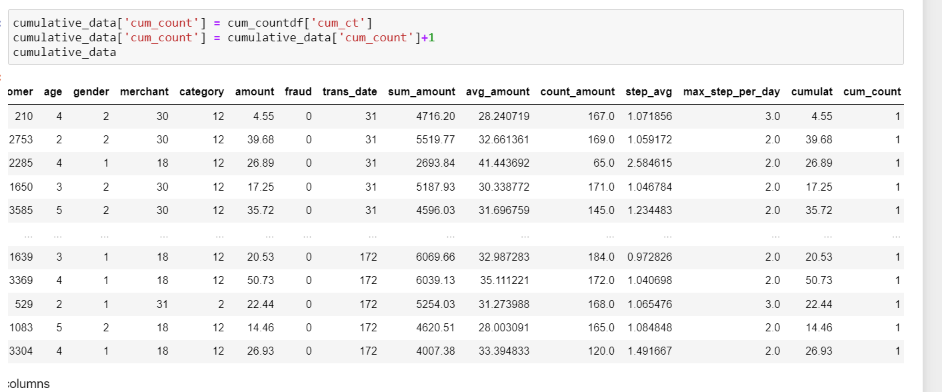 cumulative_data['cum_count'] = cum_countdf['cum_ct']
cumulative_data['cum_count'] = cumulative_data['cum_count']+1
cumulative_data
omer age gender merchant category amount fraud trans_date sum_amount avg_amount count_amount step_avg max_step_per_day cumulat cum_count
210 4 2 30 12 4.55 0 31 4716.20 28.240719 167.0 1.071856 3.0 4.55 1
2753 2 2 30 12 39.68 0 31 5519.77 32.661360 169.0 1.059172 2.0 39.68 1
2285 4 1 18 12 26.89 0 31 2693.84 41.443692 65.0 2.584615 2.0 26.89 1
1650 3 2 30 12 17.25 0 31 5187.93 30.338772 171.0 1.046784 2.0 17.25 1
3585 5 2 30 12 35.72 0 31 4596.03 31.696759 145.0 1.234483 2.0 35.72 1
... ... ... ... ... ... ... ... ... ... ... ... ... ... ...
1639 3 1 18 12 20.53 0 172 6069.66 32.987283 184.0 0.972826 2.0 20.53 1
3369 4 1 18 12 50.73 0 172 6039.13 35.111221 172.0 1.040698 2.0 50.73 1
529 2 1 31 2 22.44 0 172 5254.03 31.273988 168.0 1.065476 3.0 22.44 1
1083 5 2 18 12 14.46 0 172 4620.51 28.003091 165.0 1.084848 2.0 14.46 1
3304 4 1 18 12 26.93 0 172 4007.38 33.394833 120.0 1.491667 2.0 26.93 1
columns